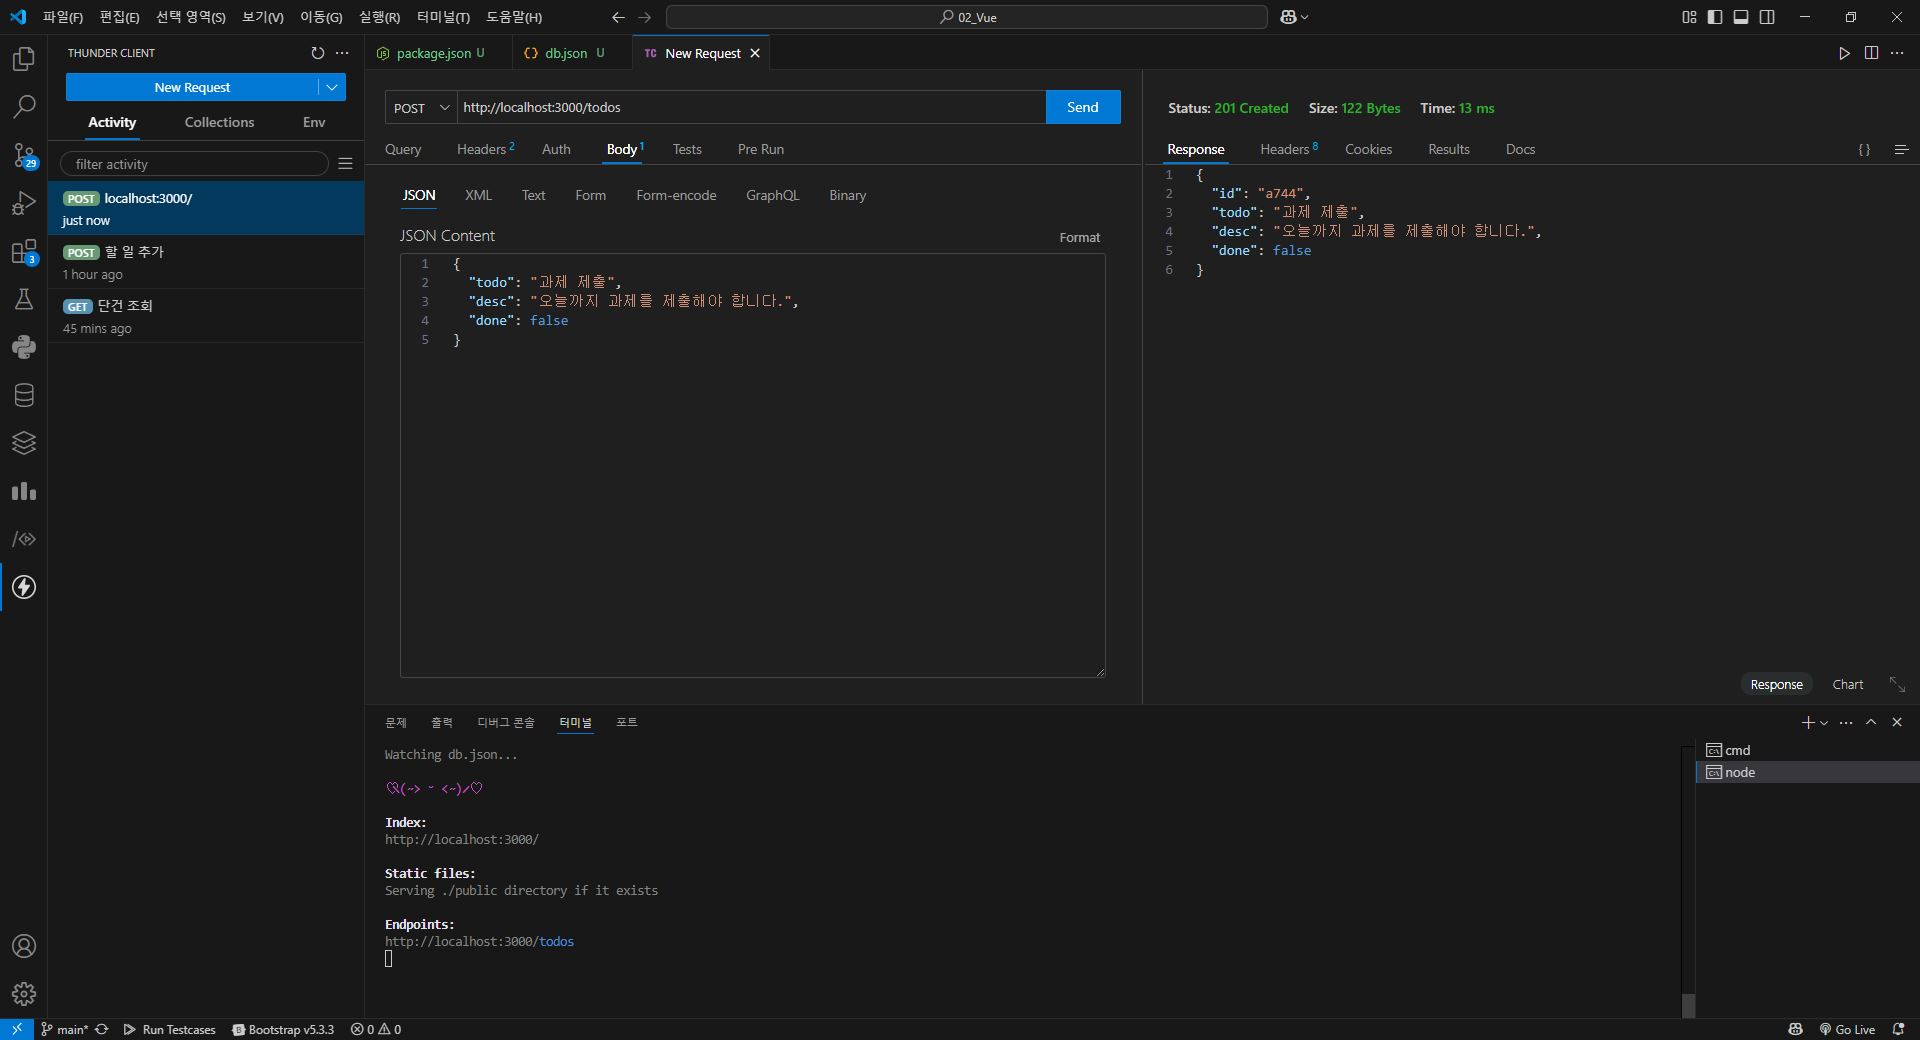 파일(F) 편집(E) 선택 영역(S) 보기(V) 이동(G) 실행(R) 터미널(T) 도움말(H)
02_Vue
THUNDER CLIENT
New Request
Activity Collections Env
filter activity
POST localhost:3000/
just now
POST 할 일 추가
1 hour ago
GET 단건 조회
45 mins ago
29
3
package.json U
db.json U
TC New Request
POST http://localhost:3000/todos Send
Query Headers 2 Auth Body 1 Tests Pre Run
JSON XML Text Form Form-encode GraphQL Binary
JSON Content
Format
1 {
2 "todo": "과제 제출",
3 "desc": "오늘까지 과제를 제출해야 합니다.",
4 "done": false
5 }
Status: 201 Created Size: 122 Bytes Time: 13 ms
Response Headers 8 Cookies Results Docs { }
1 {
2 "id": "a744",
3 "todo": "과제 제출",
4 "desc": "오늘까지 과제를 제출해야 합니다.",
5 "done": false
6 }
Response Chart
문제 출력 디버그 콘솔 터미널 포트
Watching db.json...
Index:
http://localhost:3000/
Static files:
Serving ./public directory if it exists
Endpoints:
http://localhost:3000/todos
cmd
node
main* Run Testcases Bootstrap v5.3.3 0 0
Go Live